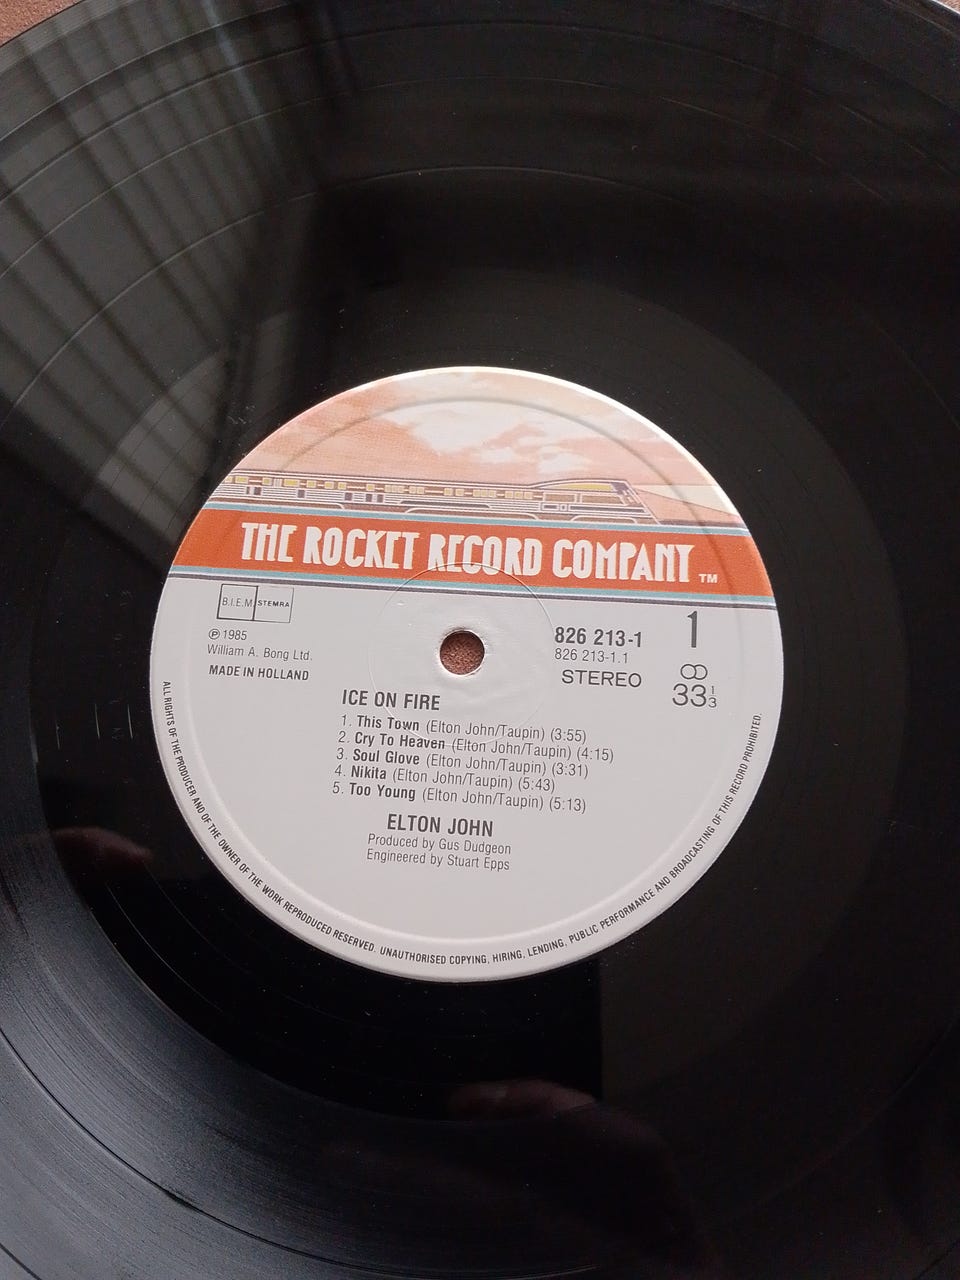 THE ROCKET RECORD COMPANY TM
B.I.E.M STEMRA
℗ 1985
William A. Bong Ltd.
MADE IN HOLLAND
826 213-1
826 213-1.1
STEREO
1
33 1/3
ICE ON FIRE
1. This Town (Elton John/Taupin) (3:55)
2. Cry To Heaven (Elton John/Taupin) (4:15)
3. Soul Glove (Elton John/Taupin) (3:31)
4. Nikita (Elton John/Taupin) (5:43)
5. Too Young (Elton John/Taupin) (5:13)
ELTON JOHN
Produced by Gus Dudgeon
Engineered by Stuart Epps
ALL RIGHTS OF THE PRODUCER AND OF THE OWNER OF THE WORK REPRODUCED RESERVED. UNAUTHORISED COPYING, HIRING, LENDING, PUBLIC PERFORMANCE AND BROADCASTING OF THIS RECORD PROHIBITED.